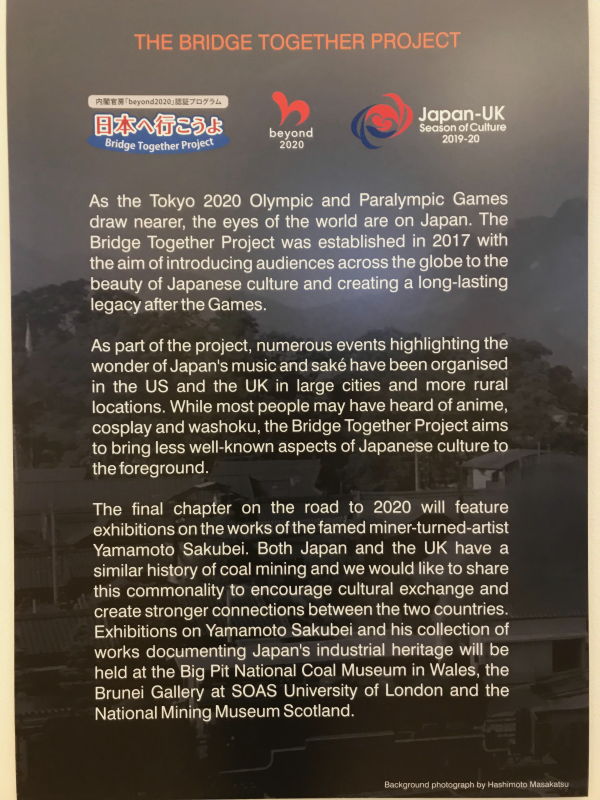 THE BRIDGE TOGETHER PROJECT
内閣官房「beyond2020」認証プログラム
日本へ行こうよ
Bridge Together Project
beyond
2020
Japan-UK
Season of Culture
2019-20
As the Tokyo 2020 Olympic and Paralympic Games
draw nearer, the eyes of the world are on Japan. The
Bridge Together Project was established in 2017 with
the aim of introducing audiences across the globe to the
beauty of Japanese culture and creating a long-lasting
legacy after the Games.
As part of the project, numerous events highlighting the
wonder of Japan's music and saké have been organised
in the US and the UK in large cities and more rural
locations. While most people may have heard of anime,
cosplay and washoku, the Bridge Together Project aims
to bring less well-known aspects of Japanese culture to
the foreground.
The final chapter on the road to 2020 will feature
exhibitions on the works of the famed miner-turned-artist
Yamamoto Sakubei. Both Japan and the UK have a
similar history of coal mining and we would like to share
this commonality to encourage cultural exchange and
create stronger connections between the two countries.
Exhibitions on Yamamoto Sakubei and his collection of
works documenting Japan's industrial heritage will be
held at the Big Pit National Coal Museum in Wales, the
Brunei Gallery at SOAS University of London and the
National Mining Museum Scotland.
Background photograph by Hashimoto Masakatsu